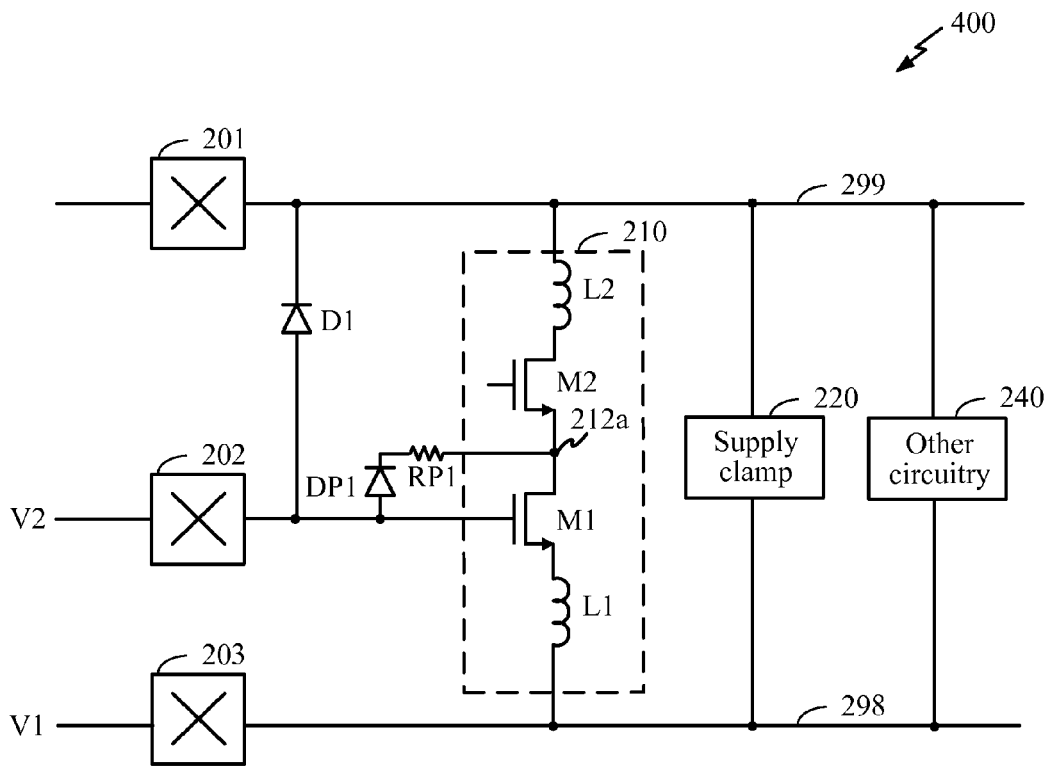 400
201
299
210
L2
D1
M2
212a
220
240
Supply
clamp
Other
circuitry
202
DP1
RP1
V2
M1
L1
203
V1
298